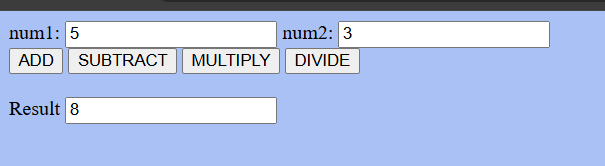 num1: 5 num2: 3
ADD SUBTRACT MULTIPLY DIVIDE
Result 8